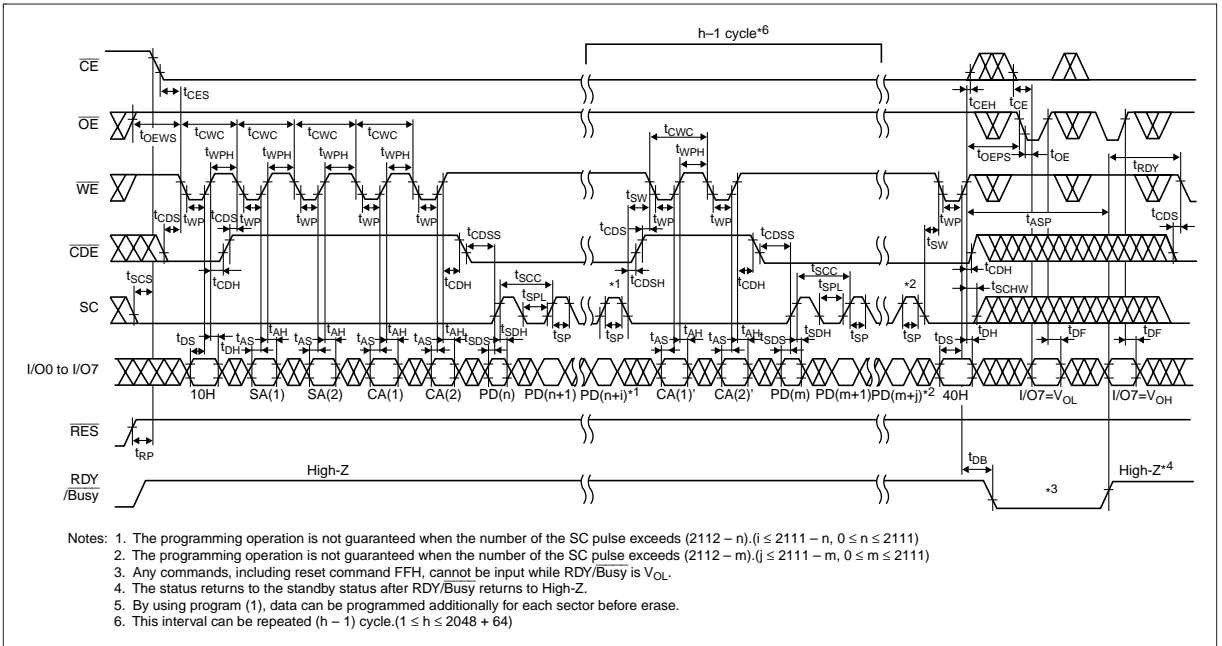 h–1 cycle*6
CE
tCES tCEH tCE
OE
tOEWS tCWC tCWC tCWC tCWC tCWC tOEPS tOE
tWPH tWPH tWPH tWPH tWPH tRDY
WE
tCDS tWP tCDS tWP tWP tWP tWP tSW tWP tWP tWP tASP tCDS
tCDS tSW
CDE
tCDSS tCDSS
tSCS tCDH tCDH tSCC tCDSH tCDH tSCC tCDH
tSPL *1 tSPL *2 tSCHW
SC
tDS tDH tAS tAH tAS tAH tAS tAH tAS tAH tSDS tSDH tSP tSP tAS tAH tAS tAH tSDS tSDH tSP tSP tDS tDH tDF tDF
I/O0 to I/O7
10H SA(1) SA(2) CA(1) CA(2) PD(n) PD(n+1) PD(n+i)*1 CA(1)' CA(2)' PD(m) PD(m+1) PD(m+j)*2 40H I/O7=VOL I/O7=VOH
RES
tRP
tDB
RDY
/Busy
High-Z *3 High-Z*4
Notes: 1. The programming operation is not guaranteed when the number of the SC pulse exceeds (2112 – n).(i ≤ 2111 – n, 0 ≤ n ≤ 2111)
2. The programming operation is not guaranteed when the number of the SC pulse exceeds (2112 – m).(j ≤ 2111 – m, 0 ≤ m ≤ 2111)
3. Any commands, including reset command FFH, cannot be input while RDY/Busy is VOL.
4. The status returns to the standby status after RDY/Busy returns to High-Z.
5. By using program (1), data can be programmed additionally for each sector before erase.
6. This interval can be repeated (h – 1) cycle.(1 ≤ h ≤ 2048 + 64)